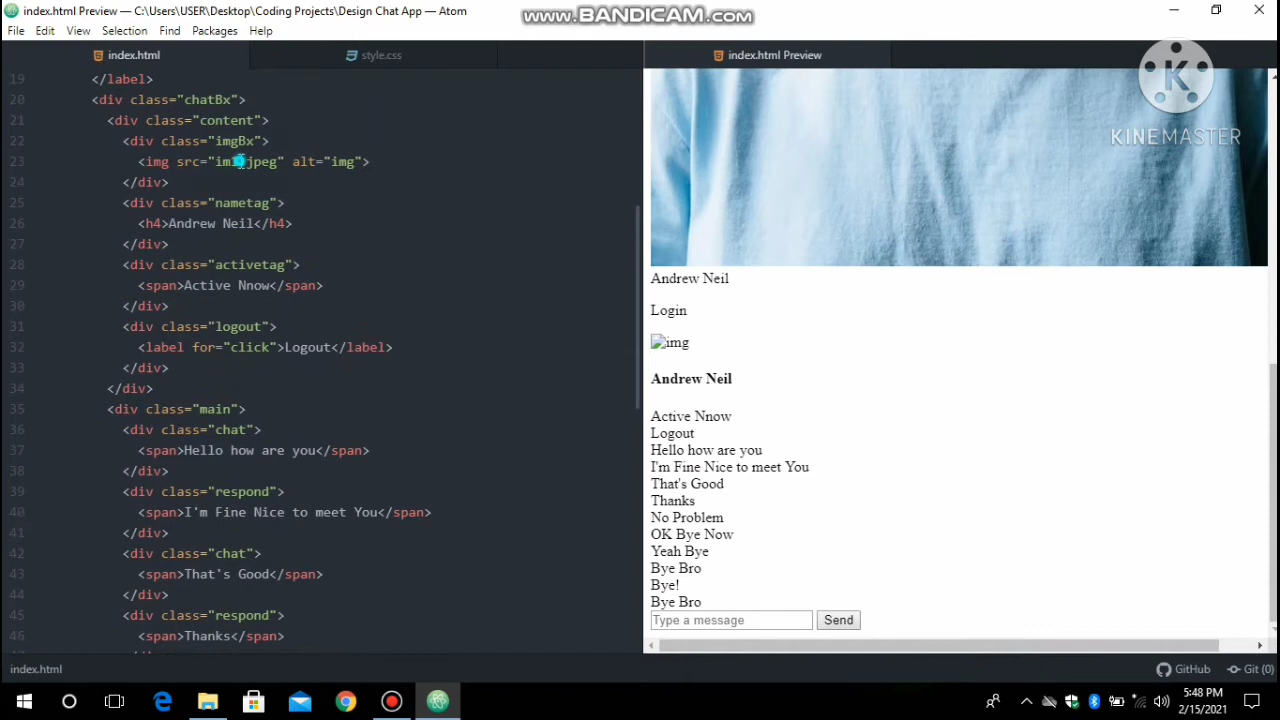 index.html Preview — C:\Users\USER\Desktop\Coding Projects\Design Chat App — Atom
www.BANDICAM.com
File Edit View Selection Find Packages Help
index.html
style.css
index.html Preview
19 </label>
20 <div class="chatBx">
21 <div class="content">
22 <div class="imgBx">
23 <img src=" jpeg" alt="img">
24 </div>
25 <div class="nametag">
26 <h4>Andrew Neil</h4>
27 </div>
28 <div class="activetag">
29 <span>Active Nnow</span>
30 </div>
31 <div class="logout">
32 <label for="click">Logout</label>
33 </div>
34 </div>
35 <div class="main">
36 <div class="chat">
37 <span>Hello how are you</span>
38 </div>
39 <div class="respond">
40 <span>I'm Fine Nice to meet You</span>
41 </div>
42 <div class="chat">
43 <span>That's Good</span>
44 </div>
45 <div class="respond">
46 <span>Thanks</span>
K
KINEMASTER
Andrew Neil
Login
img
Andrew Neil
Active Nnow
Logout
Hello how are you
I'm Fine Nice to meet You
That's Good
Thanks
No Problem
OK Bye Now
Yeah Bye
Bye Bro
Bye!
Bye Bro
Type a message Send
index.html
GitHub Git (0)
5:48 PM
2/15/2021